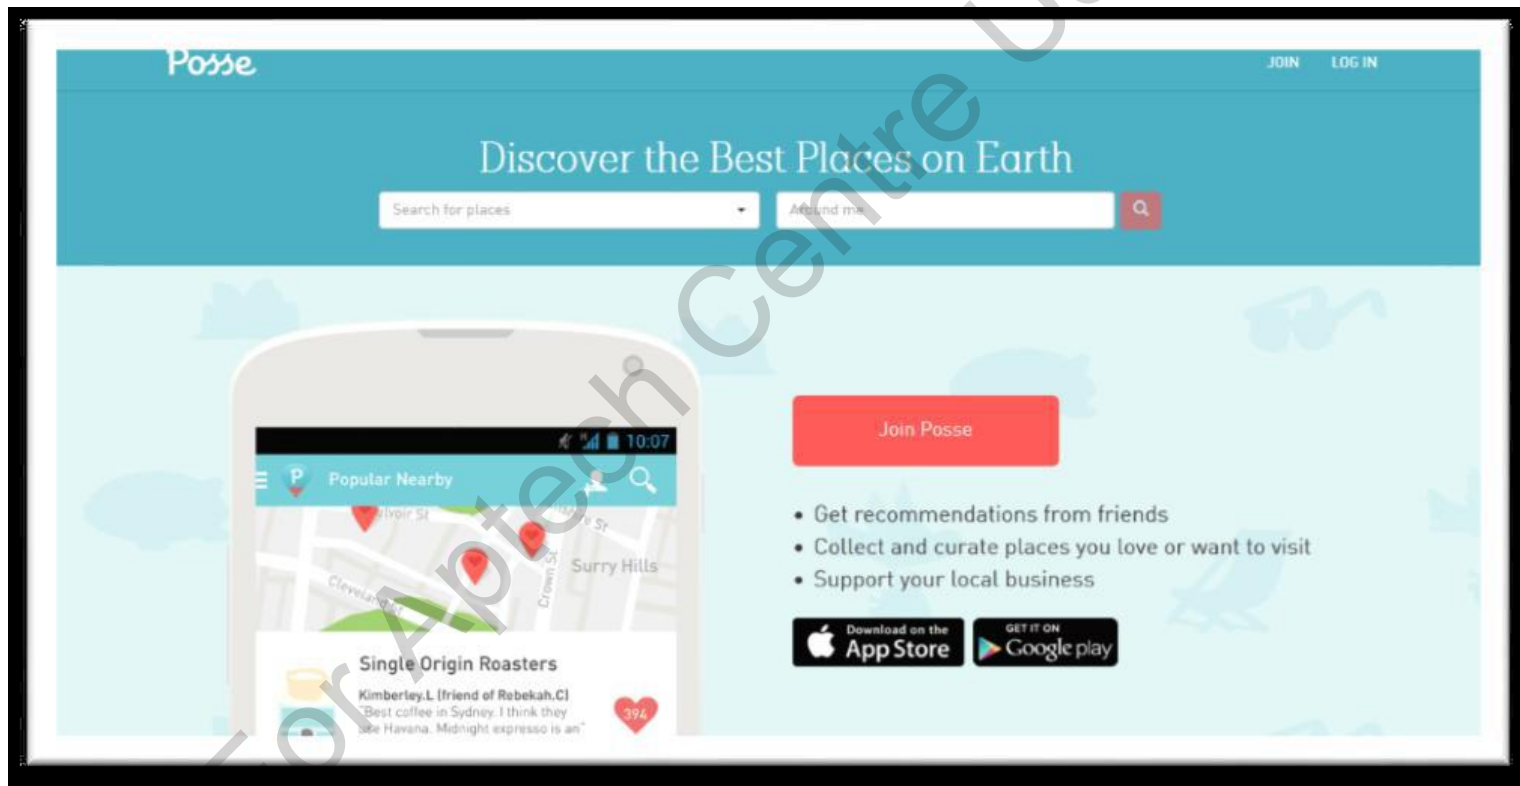 Posse
JOIN LOG IN
Discover the Best Places on Earth
Search for places
Around me
10:07
P Popular Nearby
Surry Hills
Cleveland St
Crown St
Single Origin Roasters
Kimberley.L (friend of Rebekah.C)
"Best coffee in Sydney. I think they
use Havana. Midnight expresso is an"
394
Join Posse
• Get recommendations from friends
• Collect and curate places you love or want to visit
• Support your local business
Download on the
App Store
GET IT ON
Google play
For Aptech Centre